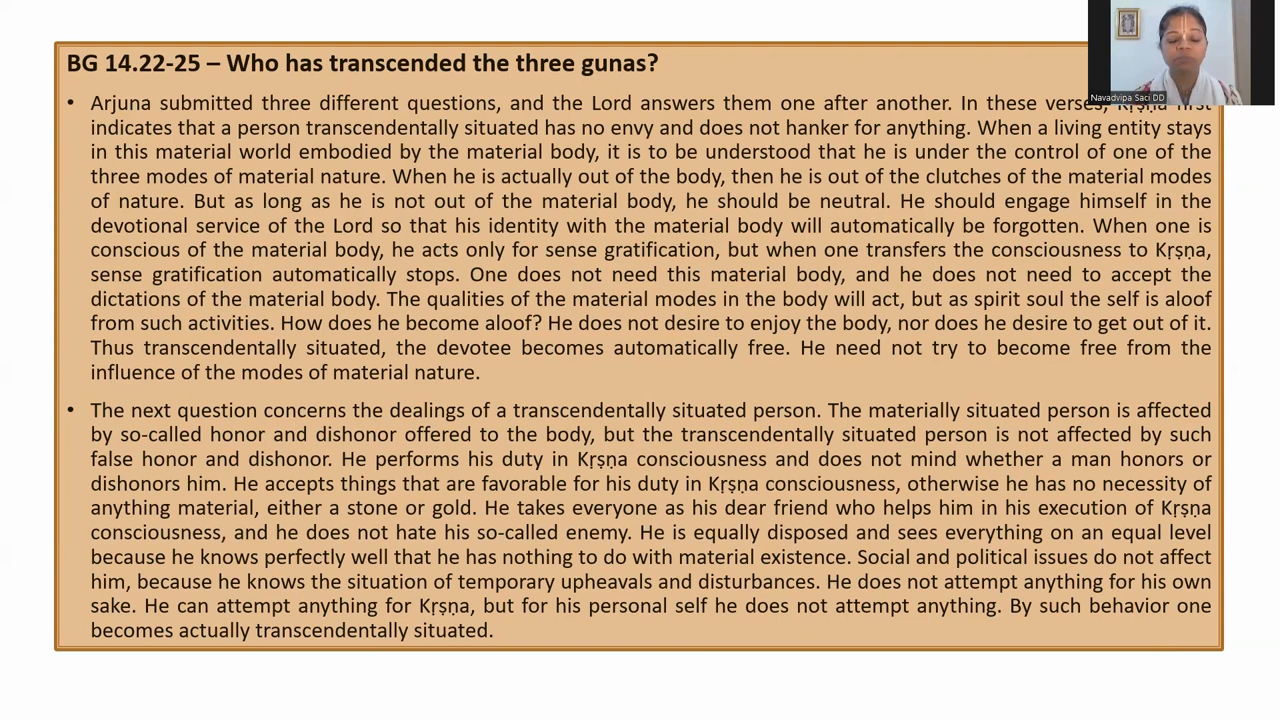 BG 14.22-25 – Who has transcended the three gunas?
• Arjuna submitted three different questions, and the Lord answers them one after another. In these verses, Kṛṣṇa first
indicates that a person transcendentally situated has no envy and does not hanker for anything. When a living entity stays
in this material world embodied by the material body, it is to be understood that he is under the control of one of the
three modes of material nature. When he is actually out of the body, then he is out of the clutches of the material modes
of nature. But as long as he is not out of the material body, he should be neutral. He should engage himself in the
devotional service of the Lord so that his identity with the material body will automatically be forgotten. When one is
conscious of the material body, he acts only for sense gratification, but when one transfers the consciousness to Kṛṣṇa,
sense gratification automatically stops. One does not need this material body, and he does not need to accept the
dictations of the material body. The qualities of the material modes in the body will act, but as spirit soul the self is aloof
from such activities. How does he become aloof? He does not desire to enjoy the body, nor does he desire to get out of it.
Thus transcendentally situated, the devotee becomes automatically free. He need not try to become free from the
influence of the modes of material nature.
• The next question concerns the dealings of a transcendentally situated person. The materially situated person is affected
by so-called honor and dishonor offered to the body, but the transcendentally situated person is not affected by such
false honor and dishonor. He performs his duty in Kṛṣṇa consciousness and does not mind whether a man honors or
dishonors him. He accepts things that are favorable for his duty in Kṛṣṇa consciousness, otherwise he has no necessity of
anything material, either a stone or gold. He takes everyone as his dear friend who helps him in his execution of Kṛṣṇa
consciousness, and he does not hate his so-called enemy. He is equally disposed and sees everything on an equal level
because he knows perfectly well that he has nothing to do with material existence. Social and political issues do not affect
him, because he knows the situation of temporary upheavals and disturbances. He does not attempt anything for his own
sake. He can attempt anything for Kṛṣṇa, but for his personal self he does not attempt anything. By such behavior one
becomes actually transcendentally situated.
Navadvipa Saci DD